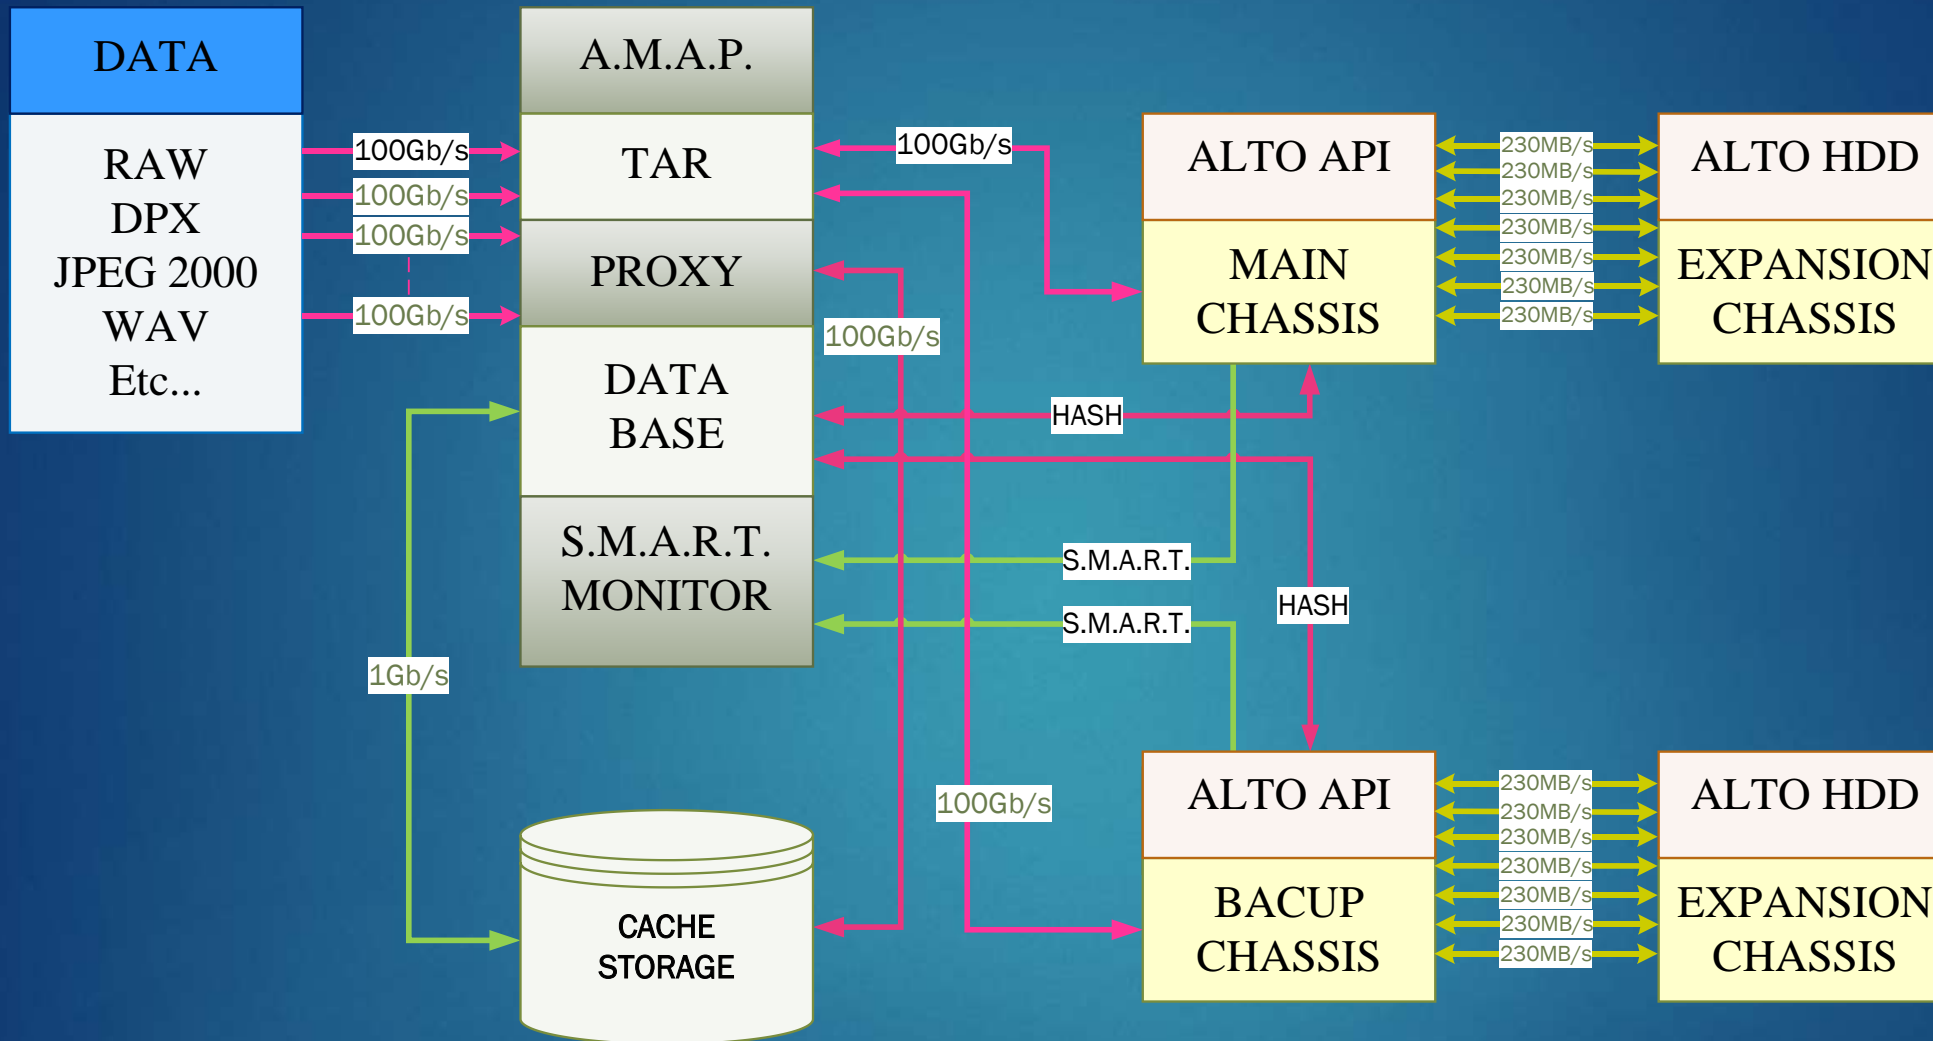 DATA
RAW
DPX
JPEG 2000
WAV
Etc...
100Gb/s
100Gb/s
100Gb/s
100Gb/s
A.M.A.P.
TAR
PROXY
DATA
BASE
S.M.A.R.T.
MONITOR
1Gb/s
CACHE
STORAGE
100Gb/s
100Gb/s
HASH
S.M.A.R.T.
S.M.A.R.T.
HASH
100Gb/s
ALTO API
MAIN
CHASSIS
230MB/s
230MB/s
230MB/s
230MB/s
230MB/s
230MB/s
230MB/s
ALTO HDD
EXPANSION
CHASSIS
ALTO API
BACUP
CHASSIS
230MB/s
230MB/s
230MB/s
230MB/s
230MB/s
230MB/s
230MB/s
ALTO HDD
EXPANSION
CHASSIS